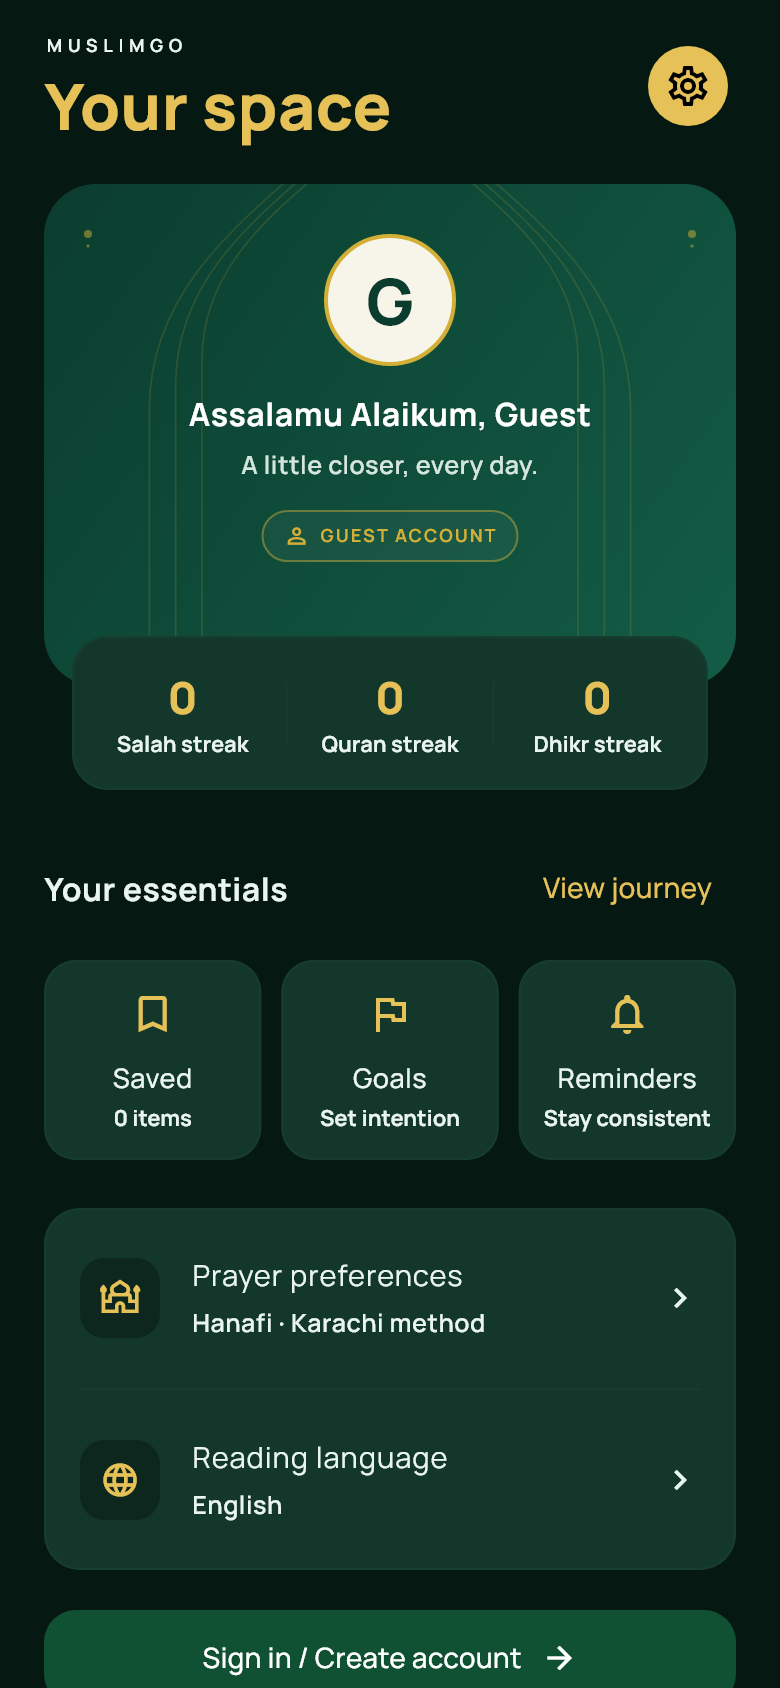 MUSLIMGO
Your space
G
Assalamu Alaikum, Guest
A little closer, every day.
GUEST ACCOUNT
0 0 0
Salah streak Quran streak Dhikr streak
Your essentials View journey
Saved Goals Reminders
0 items Set intention Stay consistent
Prayer preferences
Hanafi · Karachi method
Reading language
English
Sign in / Create account